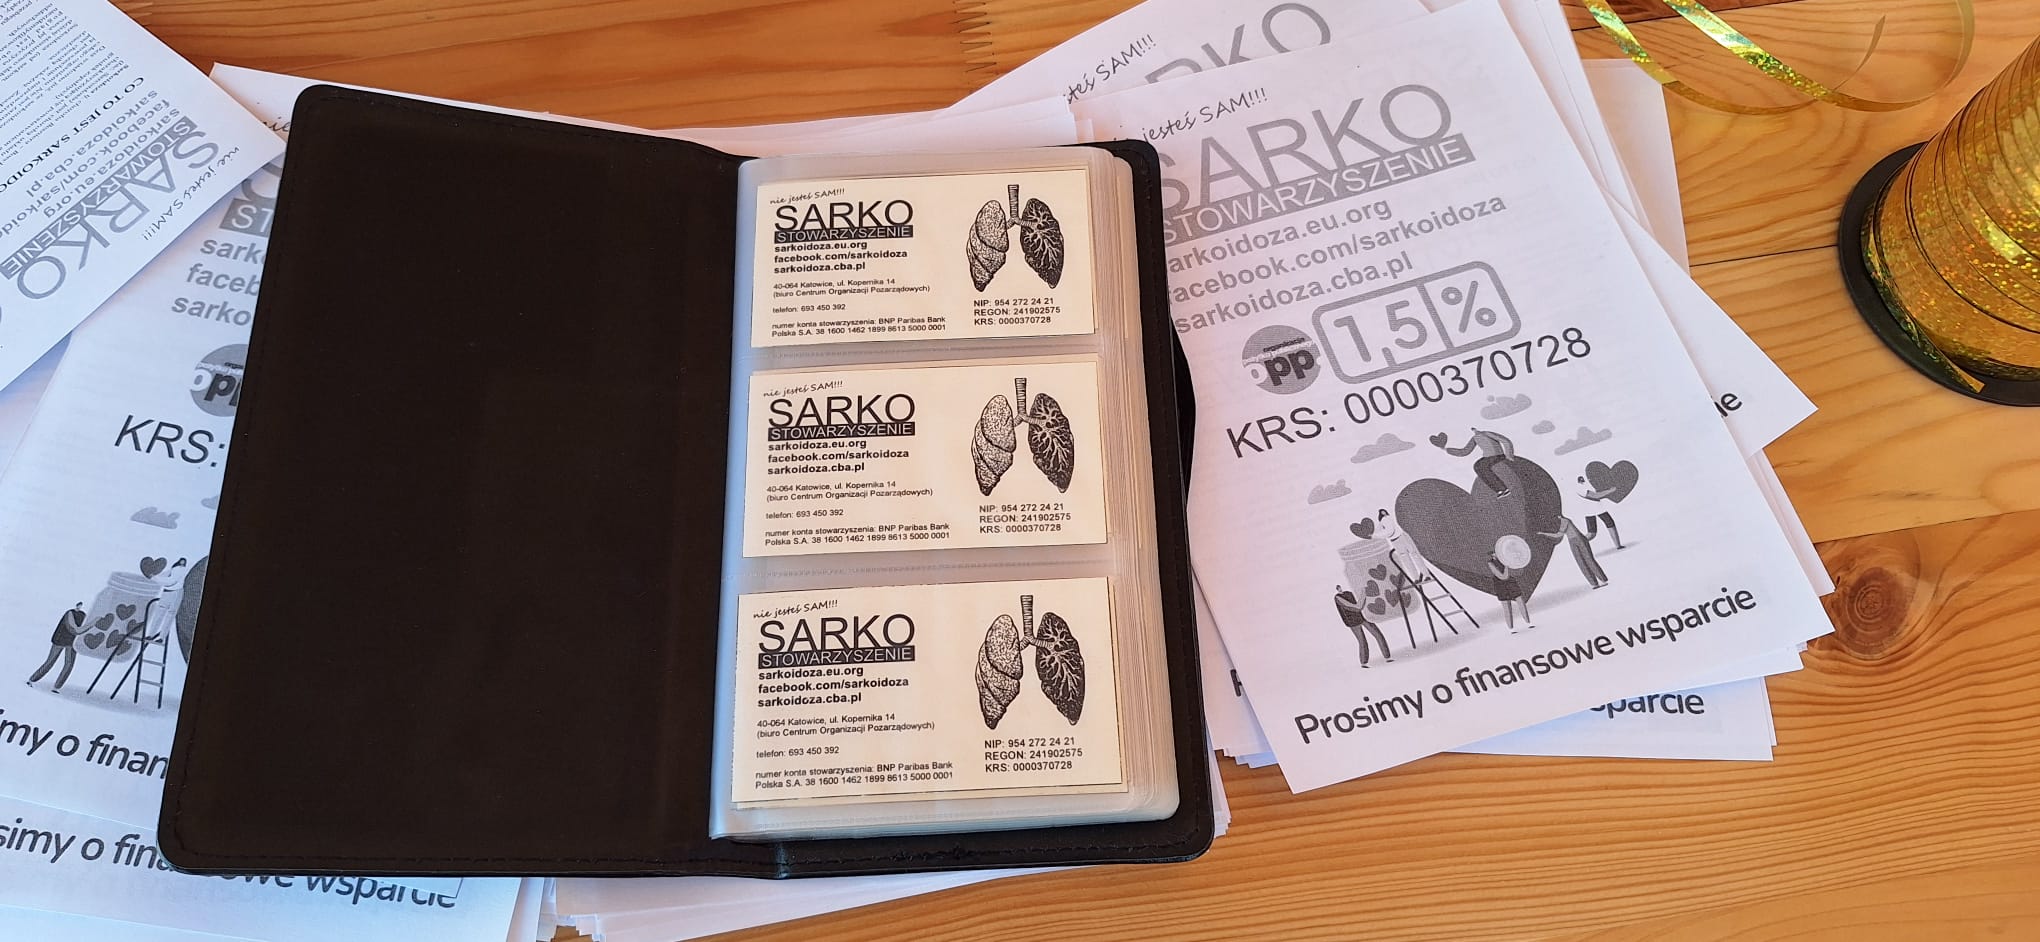 nie jesteś SAM!!!
SARKO
STOWARZYSZENIE
sarkoidoza.eu.org
facebook.com/sarkoidoza
sarkoidoza.cba.pl
40-064 Katowice, ul. Kopernika 14
(biuro Centrum Organizacji Pozarządowych)
telefon: 693 450 392
numer konta stowarzyszenia: BNP Paribas Bank
Polska S.A. 38 1600 1462 1899 8613 5000 0001
NIP: 954 272 24 21
REGON: 241902575
KRS: 0000370728
nie jesteś SAM!!!
SARKO
STOWARZYSZENIE
sarkoidoza.eu.org
facebook.com/sarkoidoza
sarkoidoza.cba.pl
40-064 Katowice, ul. Kopernika 14
(biuro Centrum Organizacji Pozarządowych)
telefon: 693 450 392
numer konta stowarzyszenia: BNP Paribas Bank
Polska S.A. 38 1600 1462 1899 8613 5000 0001
NIP: 954 272 24 21
REGON: 241902575
KRS: 0000370728
nie jesteś SAM!!!
SARKO
STOWARZYSZENIE
sarkoidoza.eu.org
facebook.com/sarkoidoza
sarkoidoza.cba.pl
40-064 Katowice, ul. Kopernika 14
(biuro Centrum Organizacji Pozarządowych)
telefon: 693 450 392
numer konta stowarzyszenia: BNP Paribas Bank
Polska S.A. 38 1600 1462 1899 8613 5000 0001
NIP: 954 272 24 21
REGON: 241902575
KRS: 0000370728
jesteś SAM!!!
SARKO
STOWARZYSZENIE
sarkoidoza.eu.org
facebook.com/sarkoidoza
sarkoidoza.cba.pl
opp 1,5%
KRS: 0000370728
Prosimy o finansowe wsparcie
SAM!!!
nie jesteś SAM!!!
SARKO
STOWARZYSZENIE
sarkoidoza.eu.org
sarkoidoza.cba.pl
CO TO JEST
KRS:
wsparcie